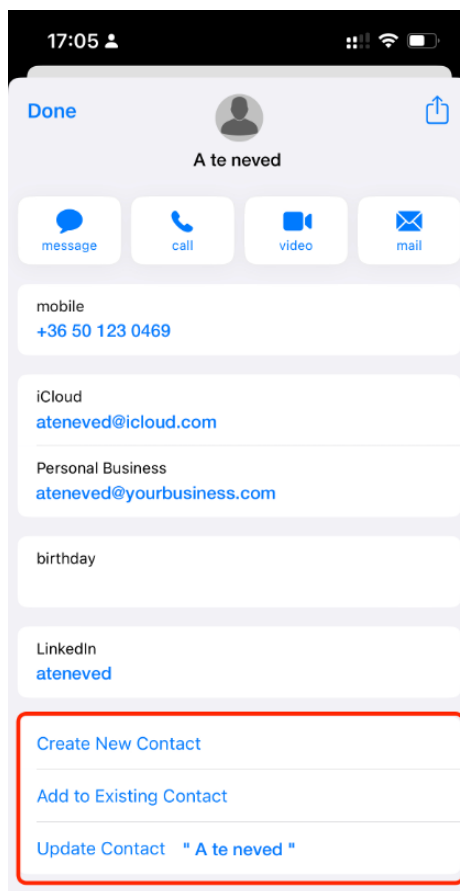 17:05
Done
A te neved
message call video mail
mobile
+36 50 123 0469
iCloud
ateneved@icloud.com
Personal Business
ateneved@yourbusiness.com
birthday
LinkedIn
ateneved
Create New Contact
Add to Existing Contact
Update Contact " A te neved "